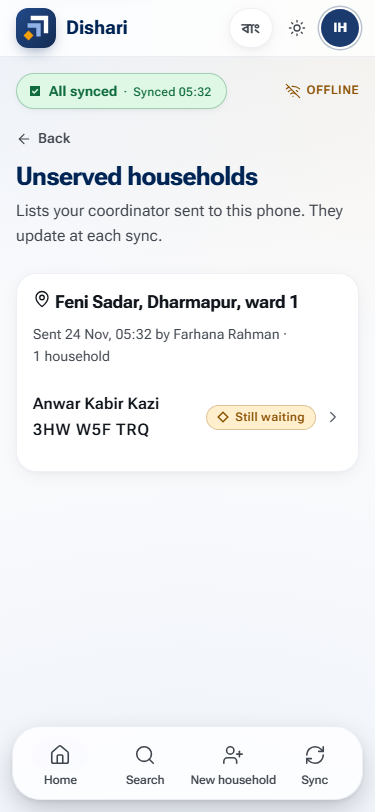 Dishari
বাং
IH
All synced · Synced 05:32
OFFLINE
Back
Unserved households
Lists your coordinator sent to this phone. They
update at each sync.
Feni Sadar, Dharmapur, ward 1
Sent 24 Nov, 05:32 by Farhana Rahman ·
1 household
Anwar Kabir Kazi
3HW W5F TRQ
Still waiting
Home
Search
New household
Sync